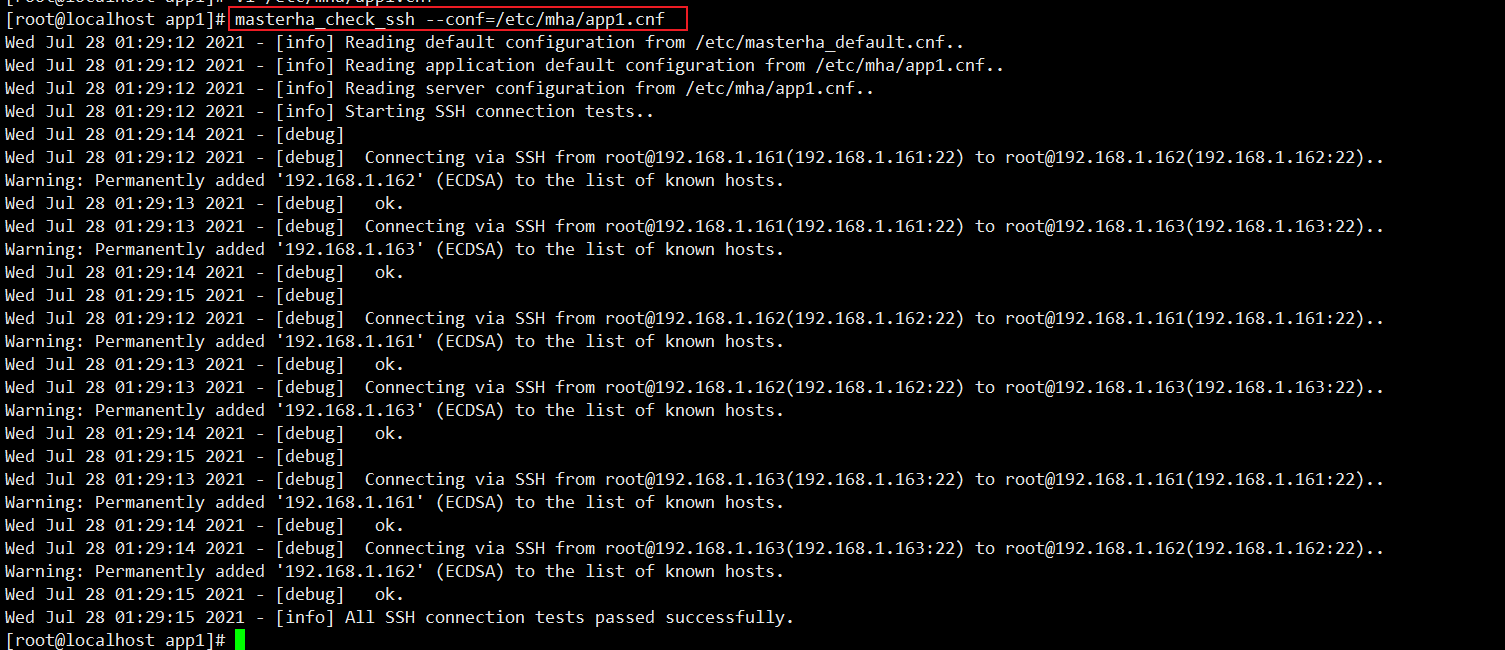 [root@localhost app1]# masterha_check_ssh --conf=/etc/mha/app1.cnf
Wed Jul 28 01:29:12 2021 - [info] Reading default configuration from /etc/masterha_default.cnf..
Wed Jul 28 01:29:12 2021 - [info] Reading application default configuration from /etc/mha/app1.cnf..
Wed Jul 28 01:29:12 2021 - [info] Reading server configuration from /etc/mha/app1.cnf..
Wed Jul 28 01:29:12 2021 - [info] Starting SSH connection tests..
Wed Jul 28 01:29:14 2021 - [debug]
Wed Jul 28 01:29:12 2021 - [debug]  Connecting via SSH from root@192.168.1.161(192.168.1.161:22) to root@192.168.1.162(192.168.1.162:22)..
Warning: Permanently added '192.168.1.162' (ECDSA) to the list of known hosts.
Wed Jul 28 01:29:13 2021 - [debug]   ok.
Wed Jul 28 01:29:13 2021 - [debug]  Connecting via SSH from root@192.168.1.161(192.168.1.161:22) to root@192.168.1.163(192.168.1.163:22)..
Warning: Permanently added '192.168.1.163' (ECDSA) to the list of known hosts.
Wed Jul 28 01:29:14 2021 - [debug]   ok.
Wed Jul 28 01:29:15 2021 - [debug]
Wed Jul 28 01:29:12 2021 - [debug]  Connecting via SSH from root@192.168.1.162(192.168.1.162:22) to root@192.168.1.161(192.168.1.161:22)..
Warning: Permanently added '192.168.1.161' (ECDSA) to the list of known hosts.
Wed Jul 28 01:29:13 2021 - [debug]   ok.
Wed Jul 28 01:29:13 2021 - [debug]  Connecting via SSH from root@192.168.1.162(192.168.1.162:22) to root@192.168.1.163(192.168.1.163:22)..
Warning: Permanently added '192.168.1.163' (ECDSA) to the list of known hosts.
Wed Jul 28 01:29:14 2021 - [debug]   ok.
Wed Jul 28 01:29:15 2021 - [debug]
Wed Jul 28 01:29:13 2021 - [debug]  Connecting via SSH from root@192.168.1.163(192.168.1.163:22) to root@192.168.1.161(192.168.1.161:22)..
Warning: Permanently added '192.168.1.161' (ECDSA) to the list of known hosts.
Wed Jul 28 01:29:14 2021 - [debug]   ok.
Wed Jul 28 01:29:14 2021 - [debug]  Connecting via SSH from root@192.168.1.163(192.168.1.163:22) to root@192.168.1.162(192.168.1.162:22)..
Warning: Permanently added '192.168.1.162' (ECDSA) to the list of known hosts.
Wed Jul 28 01:29:15 2021 - [debug]   ok.
Wed Jul 28 01:29:15 2021 - [info] All SSH connection tests passed successfully.
[root@localhost app1]#